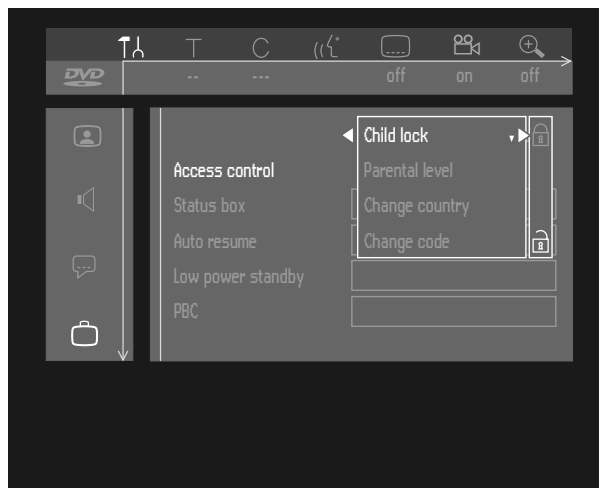 T C
DVD -- --- off on off
Child lock
Access control Parental level
Status box Change country
Auto resume Change code
Low power standby
PBC